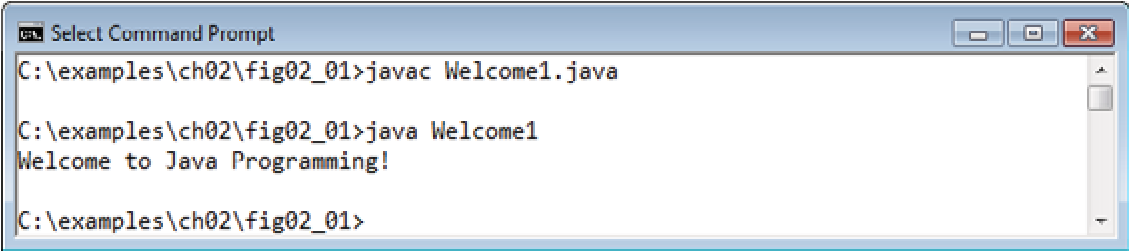 Select Command Prompt
C:\examples\ch02\fig02_01>javac Welcome1.java
C:\examples\ch02\fig02_01>java Welcome1
Welcome to Java Programming!
C:\examples\ch02\fig02_01>